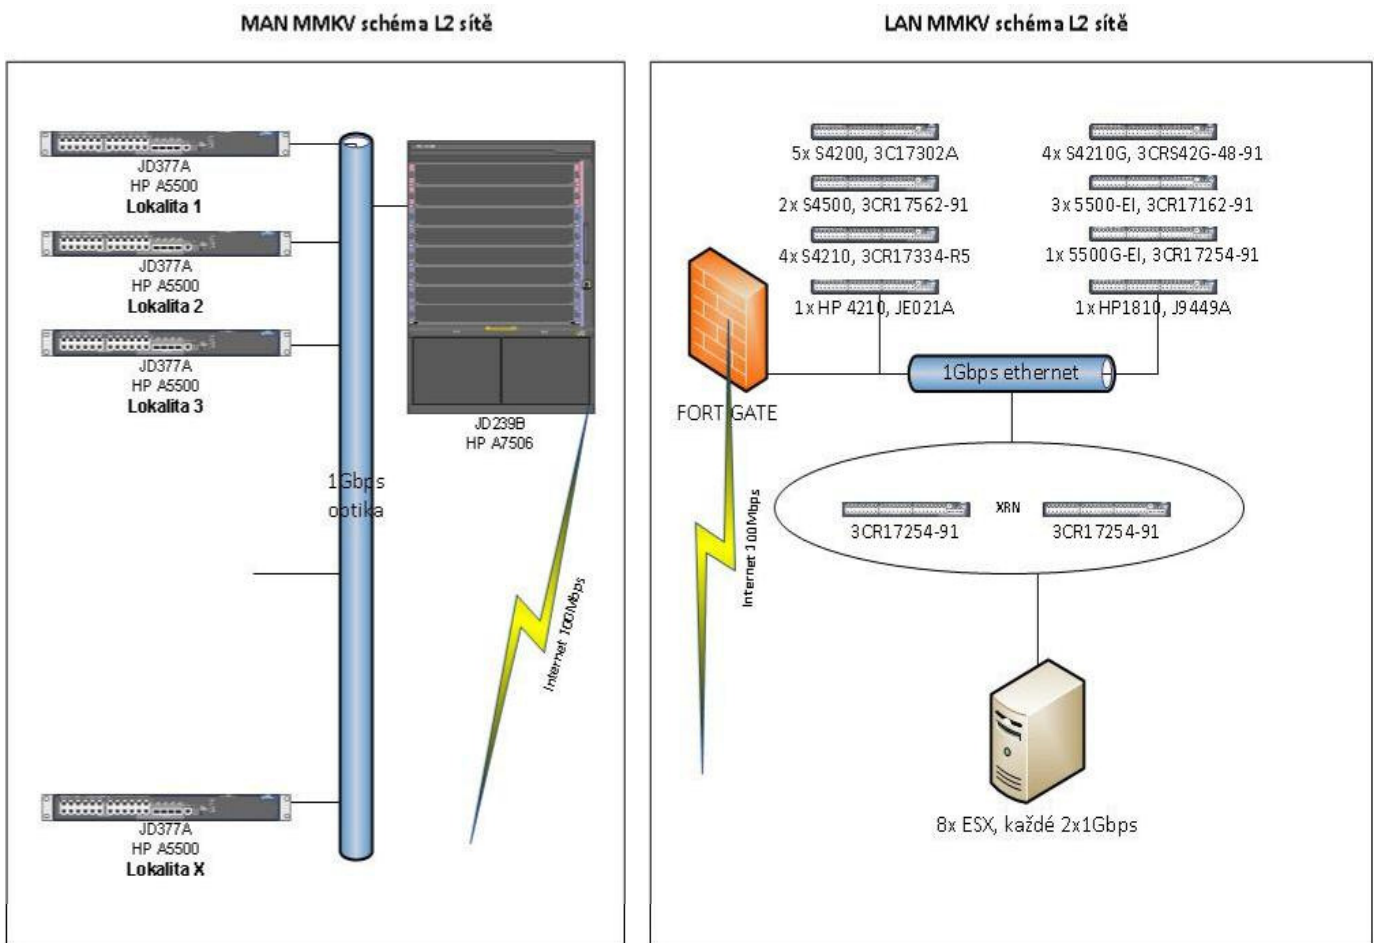 MAN MMKV schéma L2 sítě
JD377A
HP A5500
Lokalita 1
JD377A
HP A5500
Lokalita 2
JD377A
HP A5500
Lokalita 3
JD239B
HP A7506
1Gbps
optika
Internet 100Mbps
JD377A
HP A5500
Lokalita X
LAN MMKV schéma L2 sítě
5x S4200, 3C17302A
4x S4210G, 3CRS42G-48-91
2x S4500, 3CR17562-91
3x 5500-EI, 3CR17162-91
4x S4210, 3CR17334-R5
1x 5500G-EI, 3CR17254-91
1x HP 4210, JE021A
1x HP1810, J9449A
1Gbps ethernet
FORTIGATE
Internet 100Mbps
XRN
3CR17254-91
3CR17254-91
8x ESX, každé 2x1Gbps